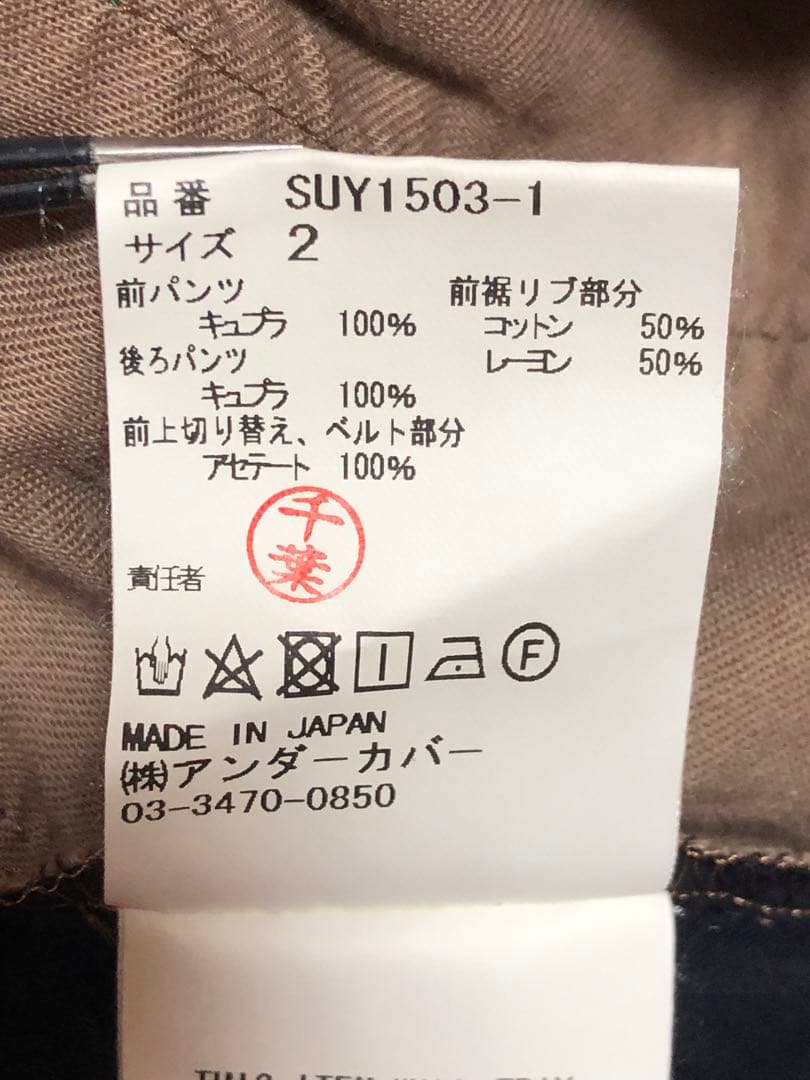 品番 SUY1503-1
サイズ 2
前パンツ
キュプラ 100%
後ろパンツ
キュプラ 100%
前上切り替え、ベルト部分
アセテート 100%
前裾リブ部分
コットン 50%
レーヨン 50%
千葉
責任者
F
MADE IN JAPAN
㈱アンダーカバー
03-3470-0850